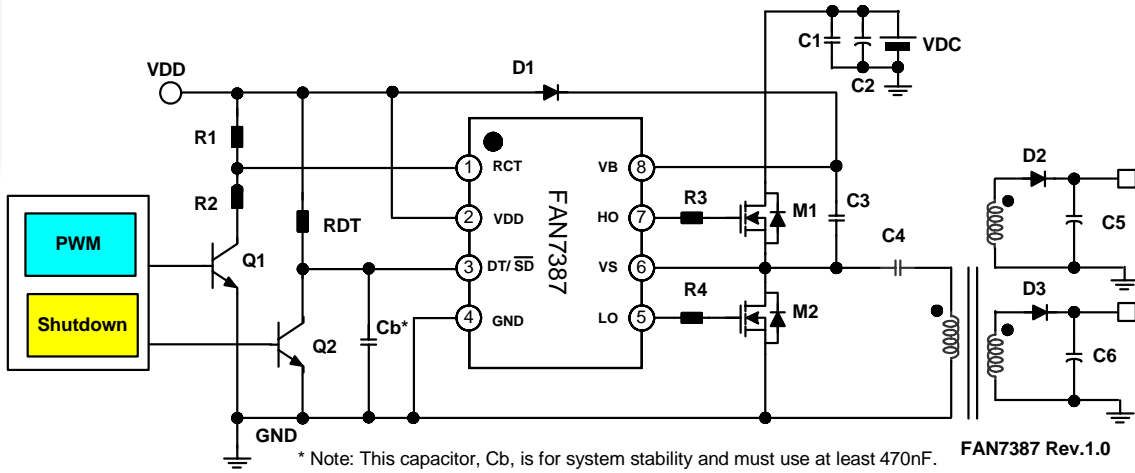 C1
VDC
C2
VDD
D1
R1
R2
RDT
1 RCT
2 VDD
3 DT/ S̅D̅
4 GND
FAN7387
VB 8
HO 7
VS 6
LO 5
R3
M1
C3
R4
M2
C4
D2
C5
D3
C6
PWM
Shutdown
Q1
Q2
Cb*
GND
* Note: This capacitor, Cb, is for system stability and must use at least 470nF.
FAN7387 Rev.1.0